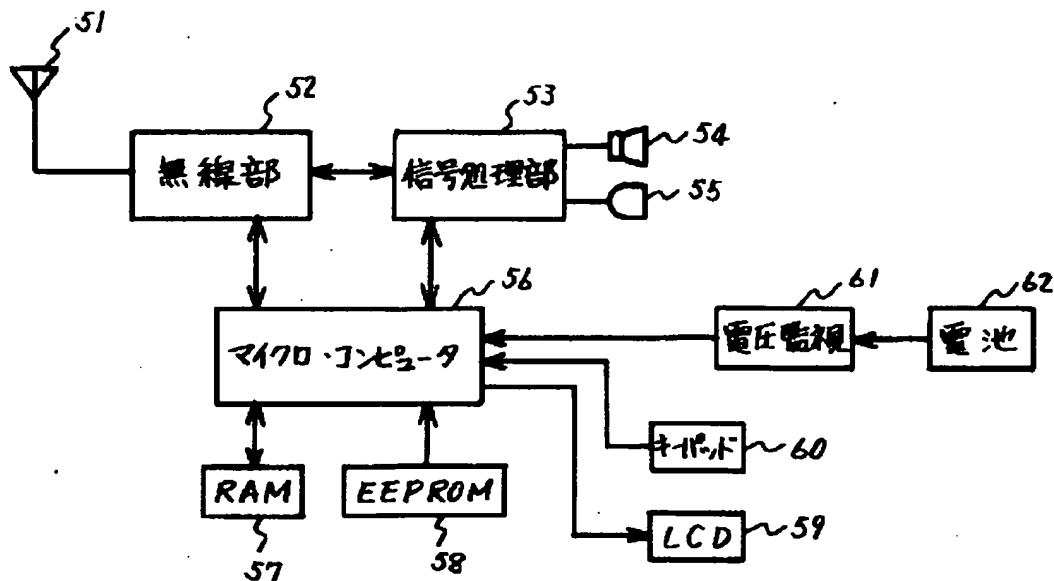 51
52
53
54
無線部
信号処理部
55
56
61
62
マイクロ・コンピュータ
電圧監視
電池
キーパッド
60
RAM
EEPROM
LCD
59
57
58